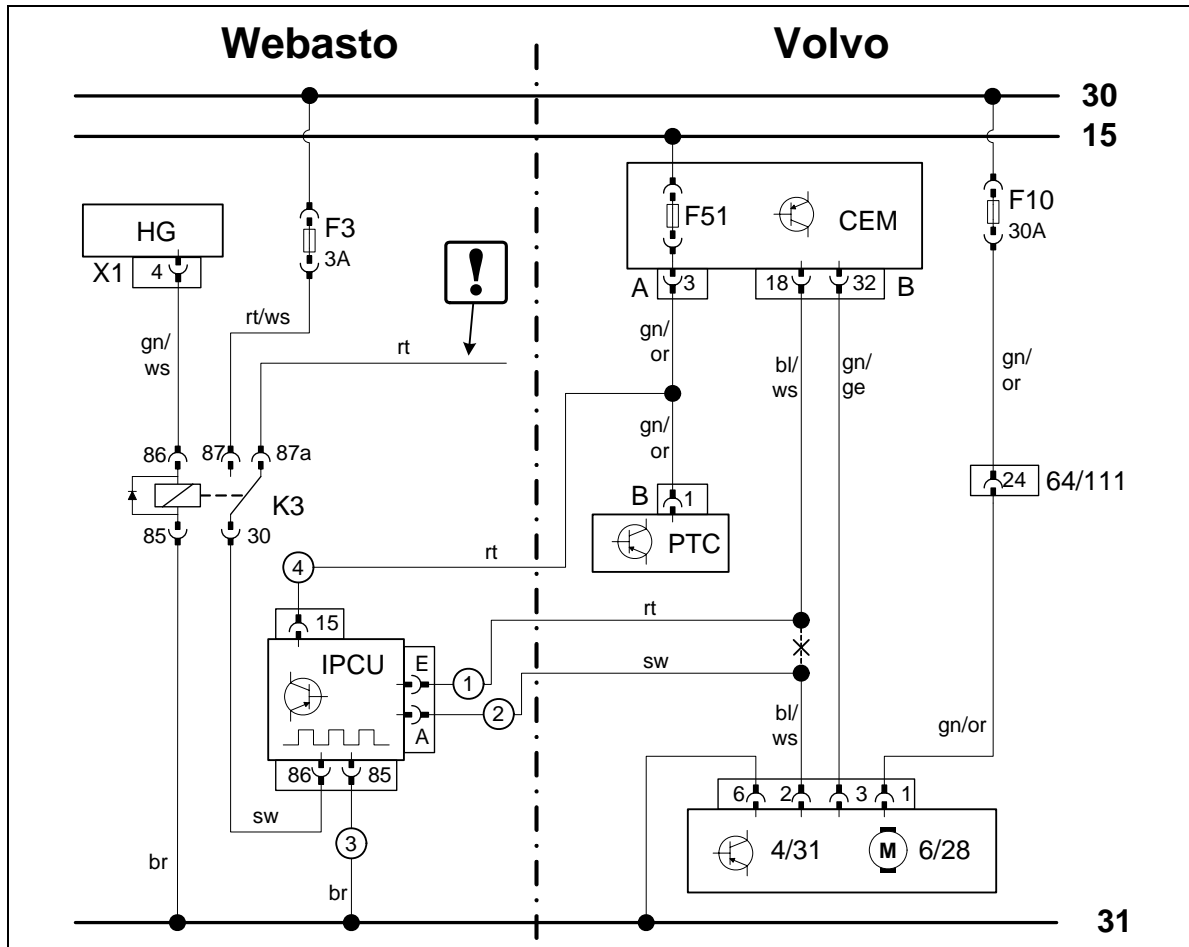 Webasto
Volvo
30
15
HG
X1
4
F3
3A
!
F51
CEM
F10
30A
A
3
18
32
B
rt/ws
rt
gn/
ws
gn/
or
bl/
ws
gn/
ge
gn/
or
gn/
or
86
87
87a
K3
85
30
B
1
PTC
24
64/111
4
rt
15
IPCU
E
A
1
rt
2
sw
bl/
ws
gn/or
86
85
sw
3
br
br
6
2
3
1
4/31
M
6/28
31